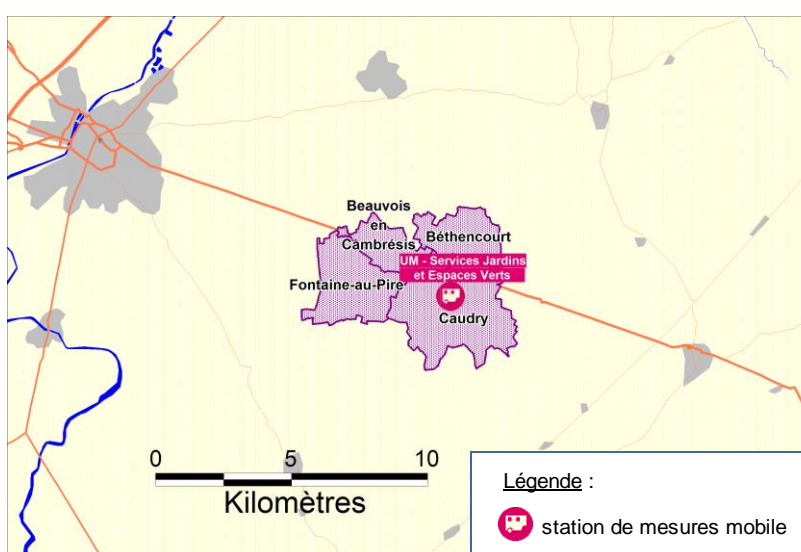 Beauvois
en
Cambrésis
Béthencourt
UM - Services Jardins
et Espaces Verts
Fontaine-au-Pire
Caudry
0 5 10
Kilomètres
Légende :
station de mesures mobile